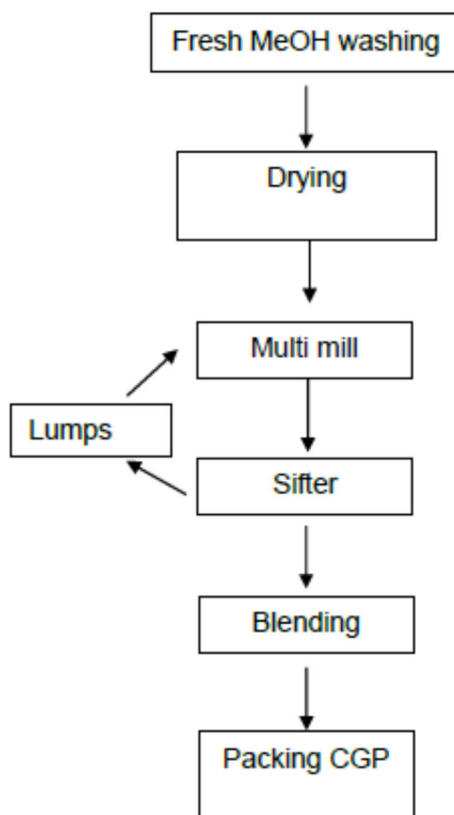 Fresh MeOH washing
Drying
Multi mill
Lumps
Sifter
Blending
Packing CGP